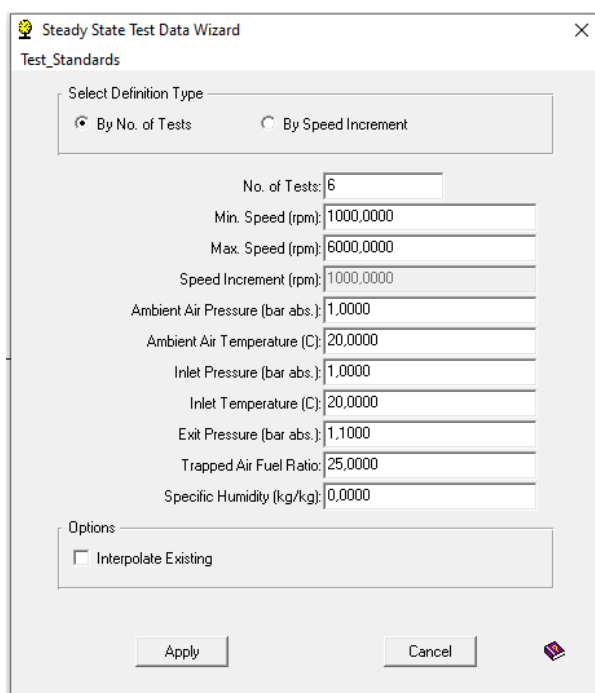 Steady State Test Data Wizard
Test_Standards
Select Definition Type
By No. of Tests By Speed Increment
No. of Tests: 6
Min. Speed (rpm): 1000,0000
Max. Speed (rpm): 6000,0000
Speed Increment (rpm): 1000,0000
Ambient Air Pressure (bar abs.): 1,0000
Ambient Air Temperature (C): 20,0000
Inlet Pressure (bar abs.): 1,0000
Inlet Temperature (C): 20,0000
Exit Pressure (bar abs.): 1,1000
Trapped Air Fuel Ratio: 25,0000
Specific Humidity (kg/kg): 0,0000
Options
Interpolate Existing
Apply Cancel